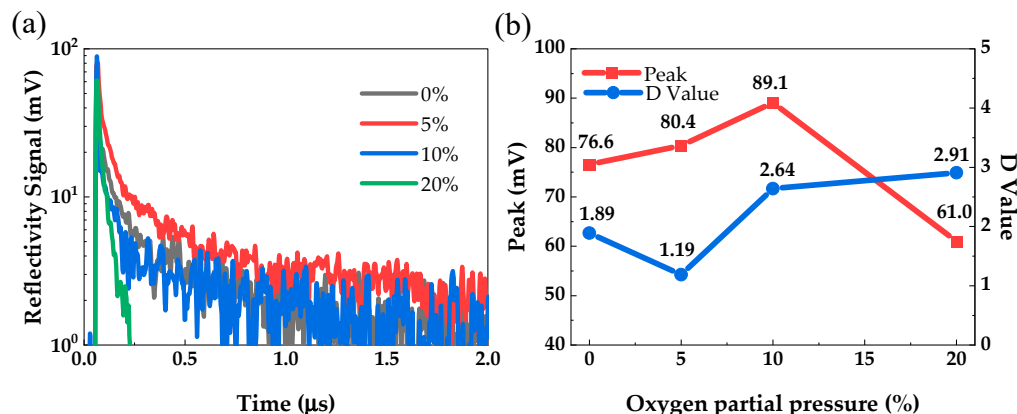 (a)
Reflectivity Signal (mV)
10²
10¹
10⁰
0%
5%
10%
20%
0.0 0.5 1.0 1.5 2.0
Time (μs)
(b)
Peak (mV)
100
90
80
70
60
50
40
Peak
D Value
76.6
80.4
89.1
61.0
1.89
1.19
2.64
2.91
5
4
3
2
1
0
D Value
0 5 10 15 20
Oxygen partial pressure (%)